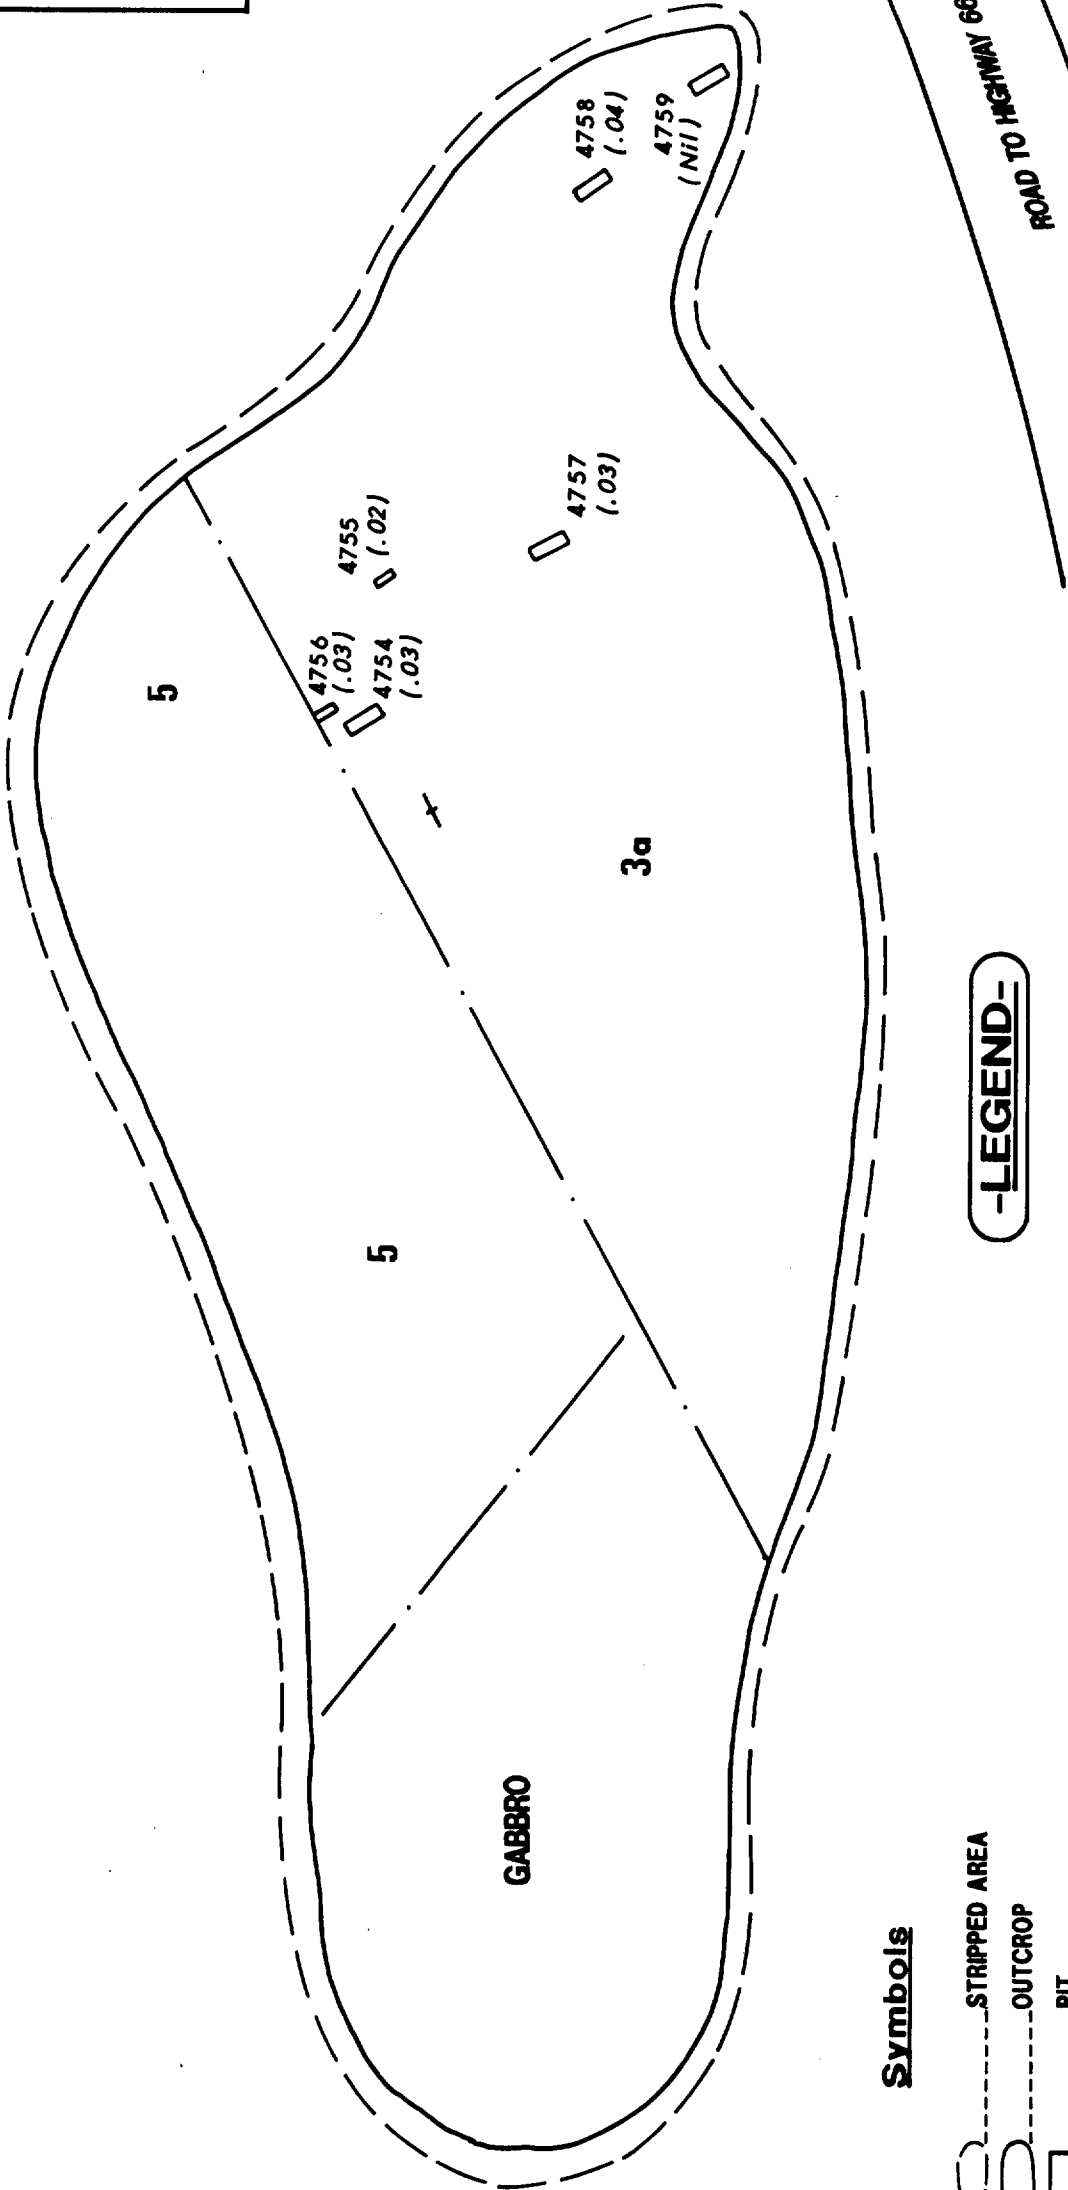 ROAD TO HIGHWAY 66
4758
(.04)
4759
(Nil)
4755
(.02)
4757
(.03)
4756
(.03)
4754
(.03)
5
3a
5
GABBRO
-LEGEND-
Symbols
STRIPPED AREA
OUTCROP
PIT